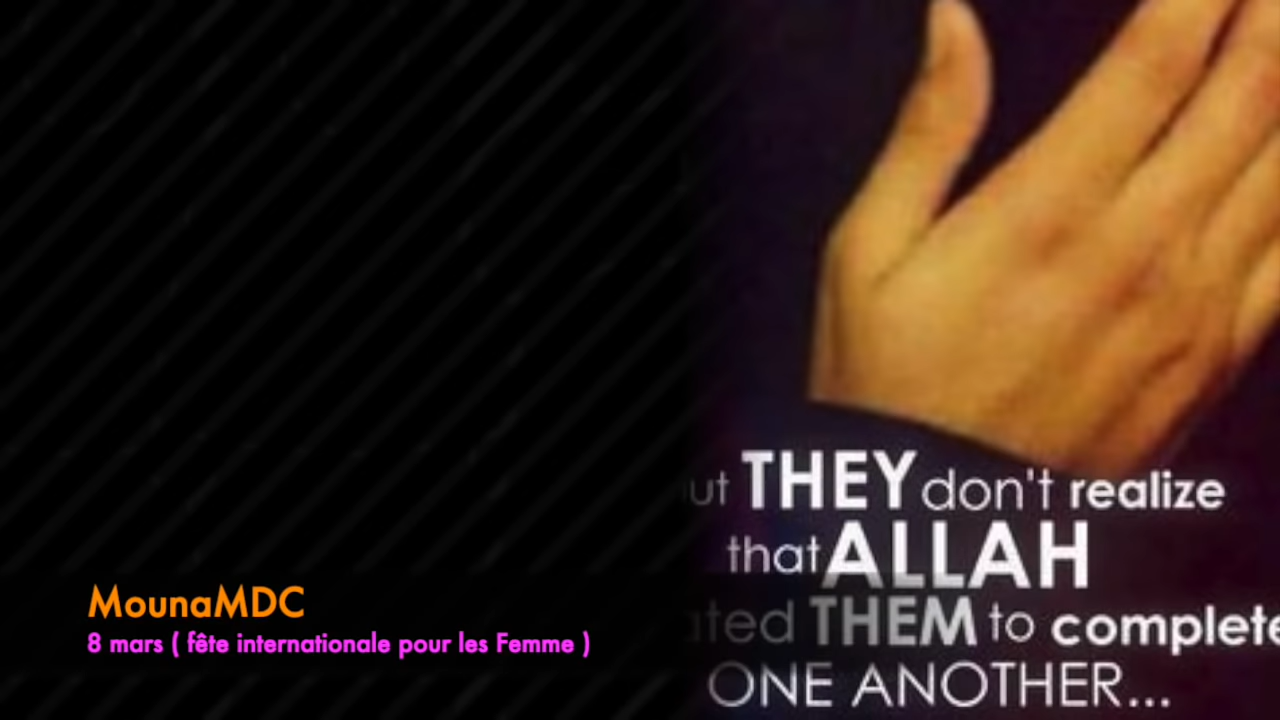 MounaMDC
8 mars ( fête internationale pour les Femme )
THEY don't realize
that ALLAH
THEM to complete
ONE ANOTHER...